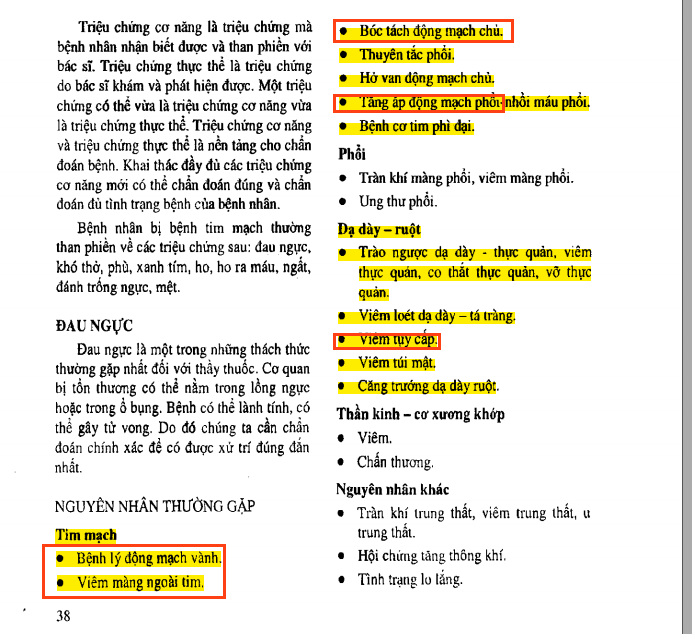 Triệu chứng cơ năng là triệu chứng mà
bệnh nhân nhận biết được và than phiền với
bác sĩ. Triệu chứng thực thể là triệu chứng
do bác sĩ khám và phát hiện được. Một triệu
chứng có thể vừa là triệu chứng cơ năng vừa
là triệu chứng thực thể. Triệu chứng cơ năng
và triệu chứng thực thể là nền tảng cho chẩn
đoán bệnh. Khai thác đầy đủ các triệu chứng
cơ năng mới có thể chẩn đoán đúng và chẩn
đoán đủ tình trạng bệnh của bệnh nhân.
Bệnh nhân bị bệnh tim mạch thường
than phiền về các triệu chứng sau: đau ngực,
khó thở, phù, xanh tím, ho, ho ra máu, ngất,
đánh trống ngực, mệt.
ĐAU NGỰC
Đau ngực là một trong những thách thức
thường gặp nhất đối với thầy thuốc. Cơ quan
bị tổn thương có thể nằm trong lồng ngực
hoặc trong ổ bụng. Bệnh có thể lành tính, có
thể gây tử vong. Do đó chúng ta cần chẩn
đoán chính xác để có được xử trí đúng đắn
nhất.
NGUYÊN NHÂN THƯỜNG GẶP
Tim mạch
● Bệnh lý động mạch vành.
● Viêm màng ngoài tim.
38
● Bóc tách động mạch chủ.
● Thuyên tắc phổi.
● Hở van động mạch chủ.
● Tăng áp động mạch phổi-nhồi máu phổi.
● Bệnh cơ tim phì đại.
Phổi
● Tràn khí màng phổi, viêm màng phổi.
● Ung thư phổi.
Dạ dày – ruột
● Trào ngược dạ dày - thực quản, viêm
thực quản, co thắt thực quản, vỡ thực
quản.
● Viêm loét dạ dày – tá tràng.
● Viêm tụy cấp.
● Viêm túi mật.
● Căng trướng dạ dày ruột.
Thần kinh – cơ xương khớp
● Viêm.
● Chấn thương.
Nguyên nhân khác
● Tràn khí trung thất, viêm trung thất, u
trung thất.
● Hội chứng tăng thông khí.
● Tình trạng lo lắng.